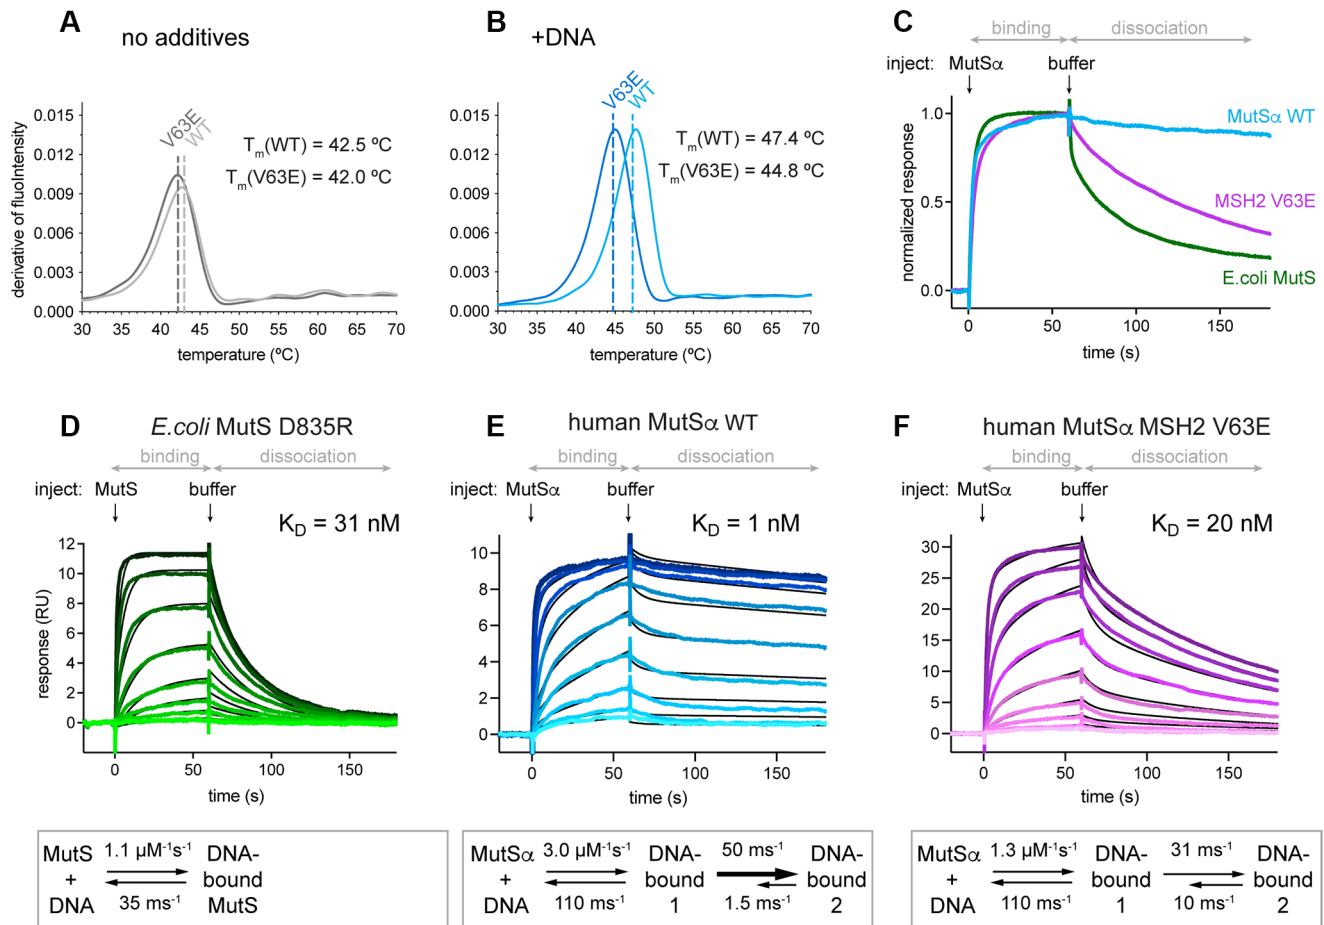 A
no additives
derivative of fluoIntensity
0.015
0.012
0.009
0.006
0.003
0.000
V63E
WT
Tm(WT) = 42.5 ºC
Tm(V63E) = 42.0 ºC
30 35 40 45 50 55 60 65 70
temperature (ºC)
B
+DNA
0.015
0.012
0.009
0.006
0.003
0.000
V63E
WT
Tm(WT) = 47.4 ºC
Tm(V63E) = 44.8 ºC
30 35 40 45 50 55 60 65 70
temperature (ºC)
C
binding dissociation
inject: MutSα buffer
normalized response
1.0
0.5
0.0
MutSα WT
MSH2 V63E
E.coli MutS
0 50 100 150
time (s)
D
E.coli MutS D835R
binding dissociation
inject: MutS buffer
KD = 31 nM
response (RU)
12
10
8
6
4
2
0
0 50 100 150
time (s)
MutS 1.1 µM-1s-1 DNA-
+ bound
DNA 35 ms-1 MutS
E
human MutSα WT
binding dissociation
inject: MutSα buffer
KD = 1 nM
10
8
6
4
2
0
0 50 100 150
time (s)
MutSα 3.0 µM-1s-1 DNA- 50 ms-1 DNA-
+ bound bound
DNA 110 ms-1 1 1.5 ms-1 2
F
human MutSα MSH2 V63E
binding dissociation
inject: MutSα buffer
KD = 20 nM
30
25
20
15
10
5
0
0 50 100 150
time (s)
MutSα 1.3 µM-1s-1 DNA- 31 ms-1 DNA-
+ bound bound
DNA 110 ms-1 1 10 ms-1 2